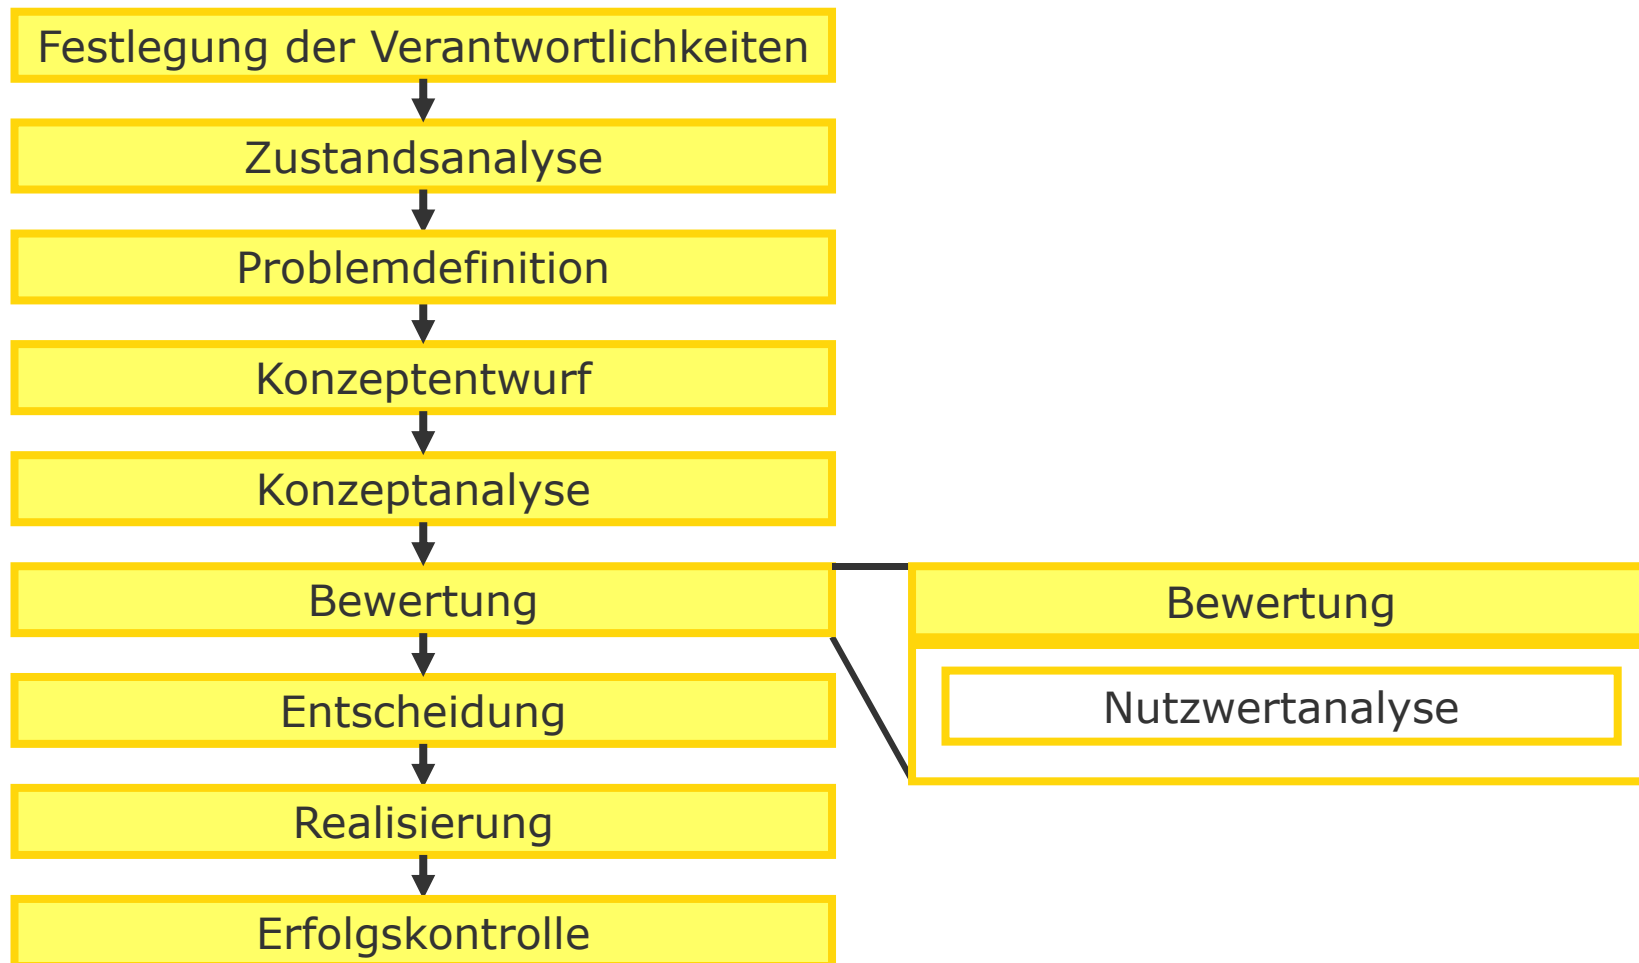 Festlegung der Verantwortlichkeiten
Zustandsanalyse
Problemdefinition
Konzeptentwurf
Konzeptanalyse
Bewertung
Entscheidung
Realisierung
Erfolgskontrolle
Bewertung
Nutzwertanalyse